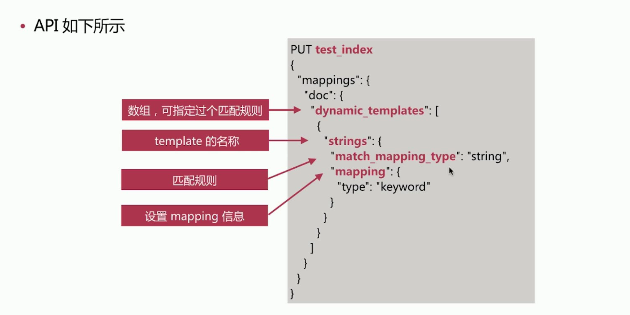 • API 如下所示
PUT test_index
{
"mappings": {
"doc": {
数组，可指定过个匹配规则
"dynamic_templates": [
{
template 的名称
"strings": {
"match_mapping_type": "string",
匹配规则
"mapping": {
"type": "keyword"
设置 mapping 信息
}
}
}
]
}
}
}